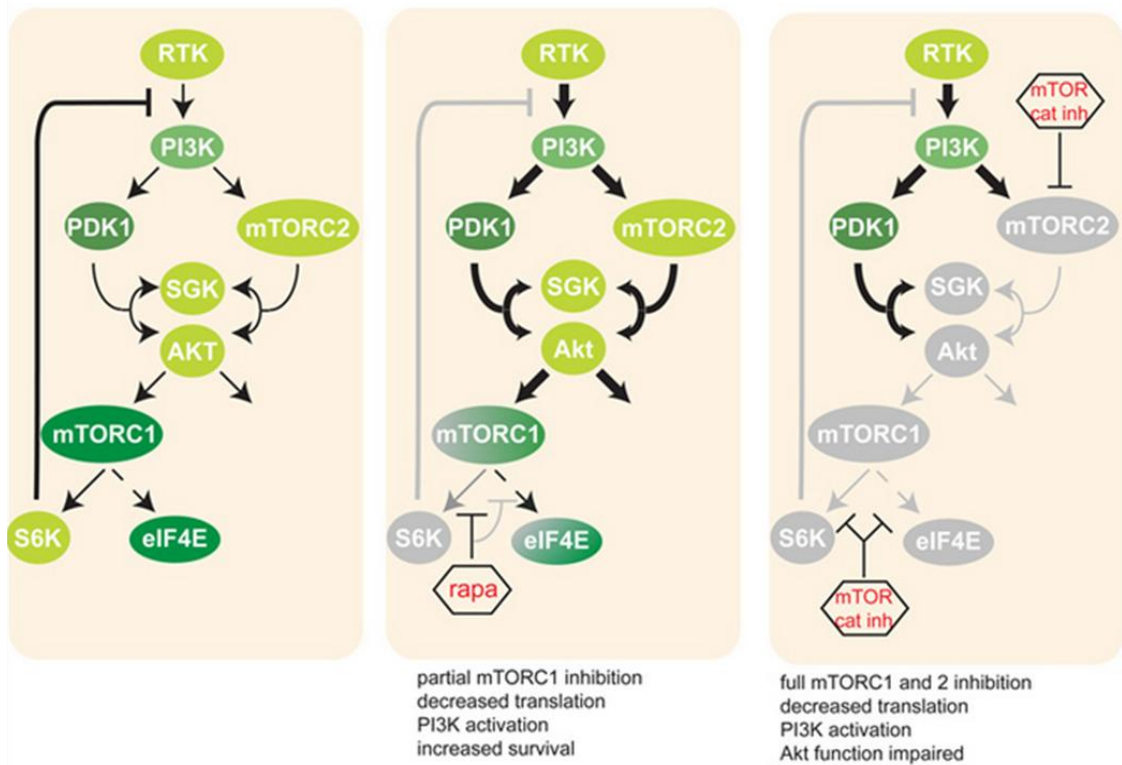 RTK
PI3K
PDK1
mTORC2
SGK
AKT
mTORC1
S6K
eIF4E
RTK
PI3K
PDK1
mTORC2
SGK
Akt
mTORC1
S6K
eIF4E
rapa
partial mTORC1 inhibition
decreased translation
PI3K activation
increased survival
RTK
mTOR
cat inh
PI3K
PDK1
mTORC2
SGK
Akt
mTORC1
S6K
eIF4E
mTOR
cat inh
full mTORC1 and 2 inhibition
decreased translation
PI3K activation
Akt function impaired